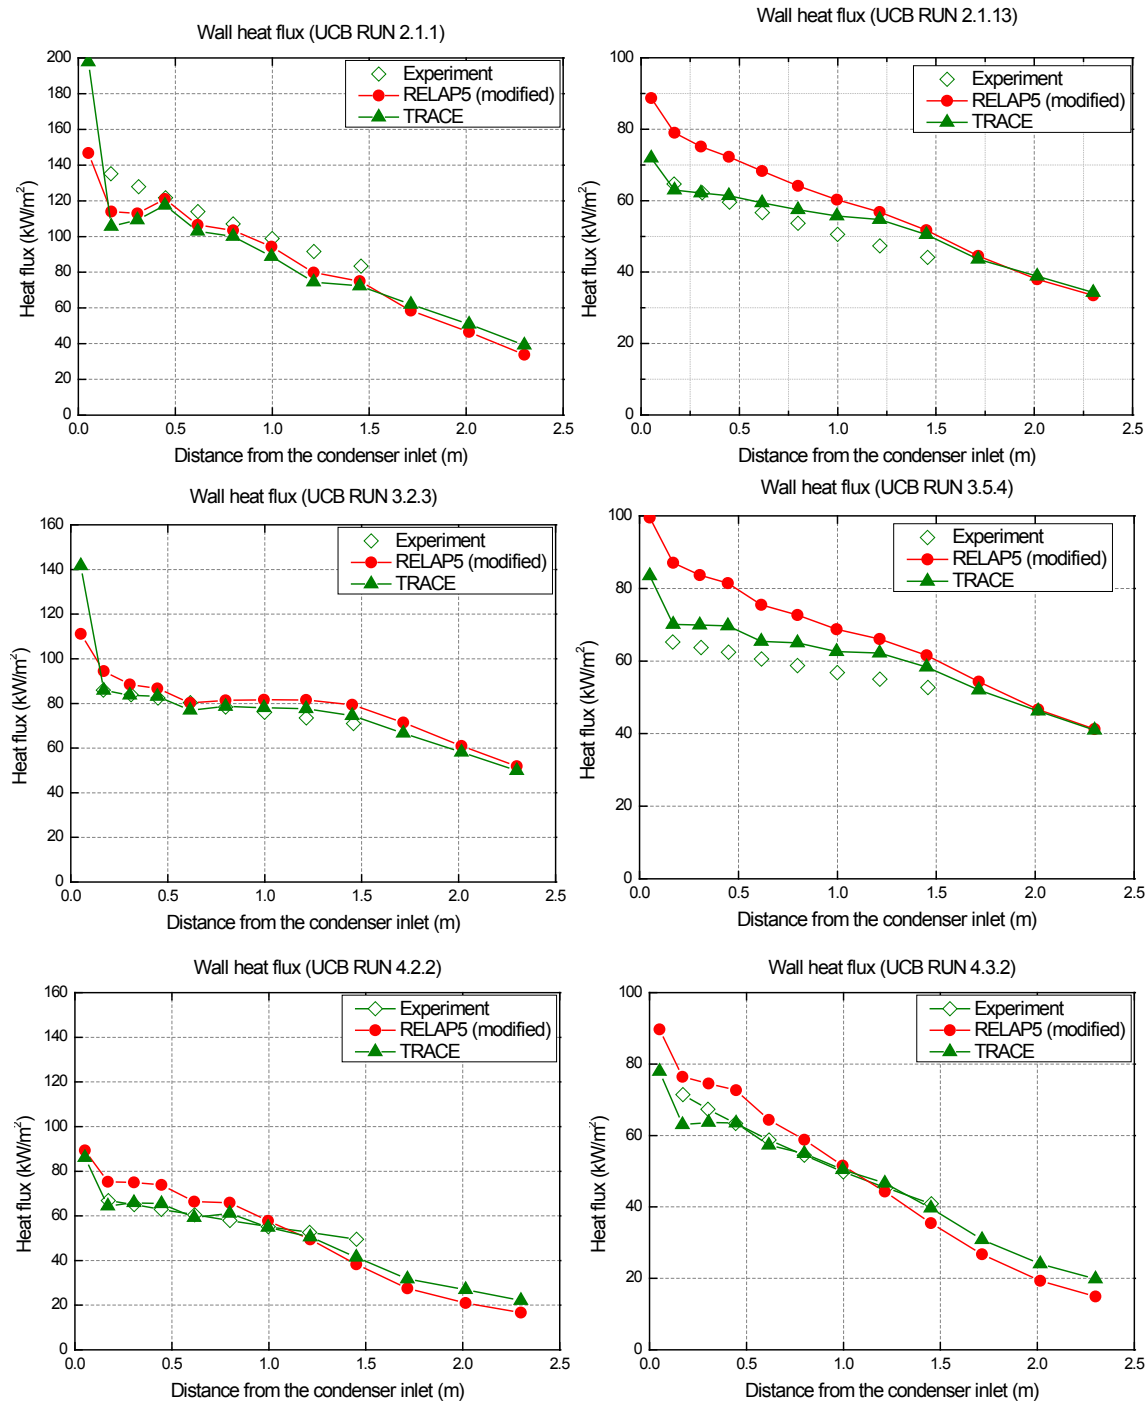 Wall heat flux (UCB RUN 2.1.1)
200
180
160
140
120
100
80
60
40
20
0
Heat flux (kW/m²)
Experiment
RELAP5 (modified)
TRACE
0.0 0.5 1.0 1.5 2.0 2.5
Distance from the condenser inlet (m)
Wall heat flux (UCB RUN 2.1.13)
100
80
60
40
20
0
Heat flux (kW/m²)
Experiment
RELAP5 (modified)
TRACE
0.0 0.5 1.0 1.5 2.0 2.5
Distance from the condenser inlet (m)
Wall heat flux (UCB RUN 3.2.3)
160
140
120
100
80
60
40
20
0
Heat flux (kW/m²)
Experiment
RELAP5 (modified)
TRACE
0.0 0.5 1.0 1.5 2.0 2.5
Distance from the condenser inlet (m)
Wall heat flux (UCB RUN 3.5.4)
100
80
60
40
20
0
Heat flux (kW/m²)
Experiment
RELAP5 (modified)
TRACE
0.0 0.5 1.0 1.5 2.0 2.5
Distance from the condenser inlet (m)
Wall heat flux (UCB RUN 4.2.2)
160
140
120
100
80
60
40
20
0
Heat flux (kW/m²)
Experiment
RELAP5 (modified)
TRACE
0.0 0.5 1.0 1.5 2.0 2.5
Distance from the condenser inlet (m)
Wall heat flux (UCB RUN 4.3.2)
100
80
60
40
20
0
Heat flux (kW/m²)
Experiment
RELAP5 (modified)
TRACE
0.0 0.5 1.0 1.5 2.0 2.5
Distance from the condenser inlet (m)